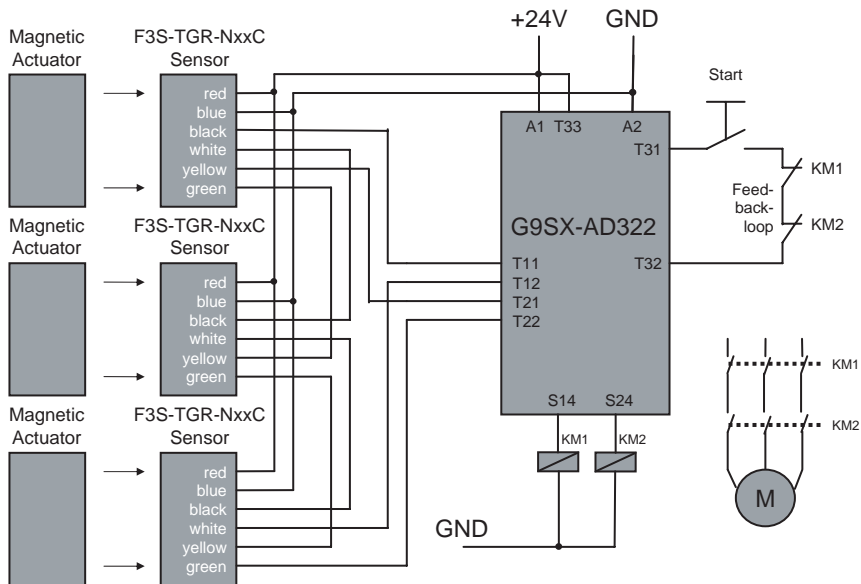 +24V GND
Magnetic
Actuator
F3S-TGR-NxxC
Sensor
red
blue
black
white
yellow
green
Magnetic
Actuator
F3S-TGR-NxxC
Sensor
red
blue
black
white
yellow
green
Magnetic
Actuator
F3S-TGR-NxxC
Sensor
red
blue
black
white
yellow
green
A1 T33 A2
T31
G9SX-AD322
T11
T12
T21
T22
T32
S14 S24
KM1 KM2
GND
Start
KM1
Feed-
back-
loop
KM2
KM1
KM2
M